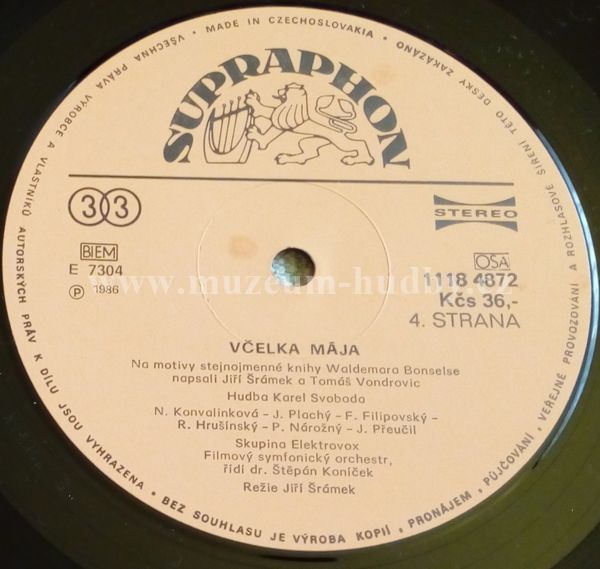 VŠECHNA PRÁVA VÝROBCE A VLASTNÍKŮ AUTORSKÝCH PRÁV K DÍLU JSOU VYHRAZENA • BEZ SOUHLASU JE VÝROBA KOPIÍ, PRONÁJEM, PŮJČOVÁNÍ, VEŘEJNÉ PROVOZOVÁNÍ A ROZHLASOVÉ ŠÍŘENÍ TÉTO DESKY ZAKÁZÁNO • MADE IN CZECHOSLOVAKIA •
SUPRAPHON
33
STEREO
BIEM
OSA
E 7304
1118 4872
℗ 1986
Kčs 36,-
4. STRANA
www.muzeum-hudby.cz
VČELKA MÁJA
Na motivy stejnojmenné knihy Waldemara Bonselse
napsali Jiří Šrámek a Tomáš Vondrovic
Hudba Karel Svoboda
N. Konvalinková – J. Plachý – F. Filipovský –
R. Hrušínský – P. Nárožný – J. Přeučil
Skupina Elektrovox
Filmový symfonický orchestr,
řídí dr. Štěpán Koníček
Režie Jiří Šrámek